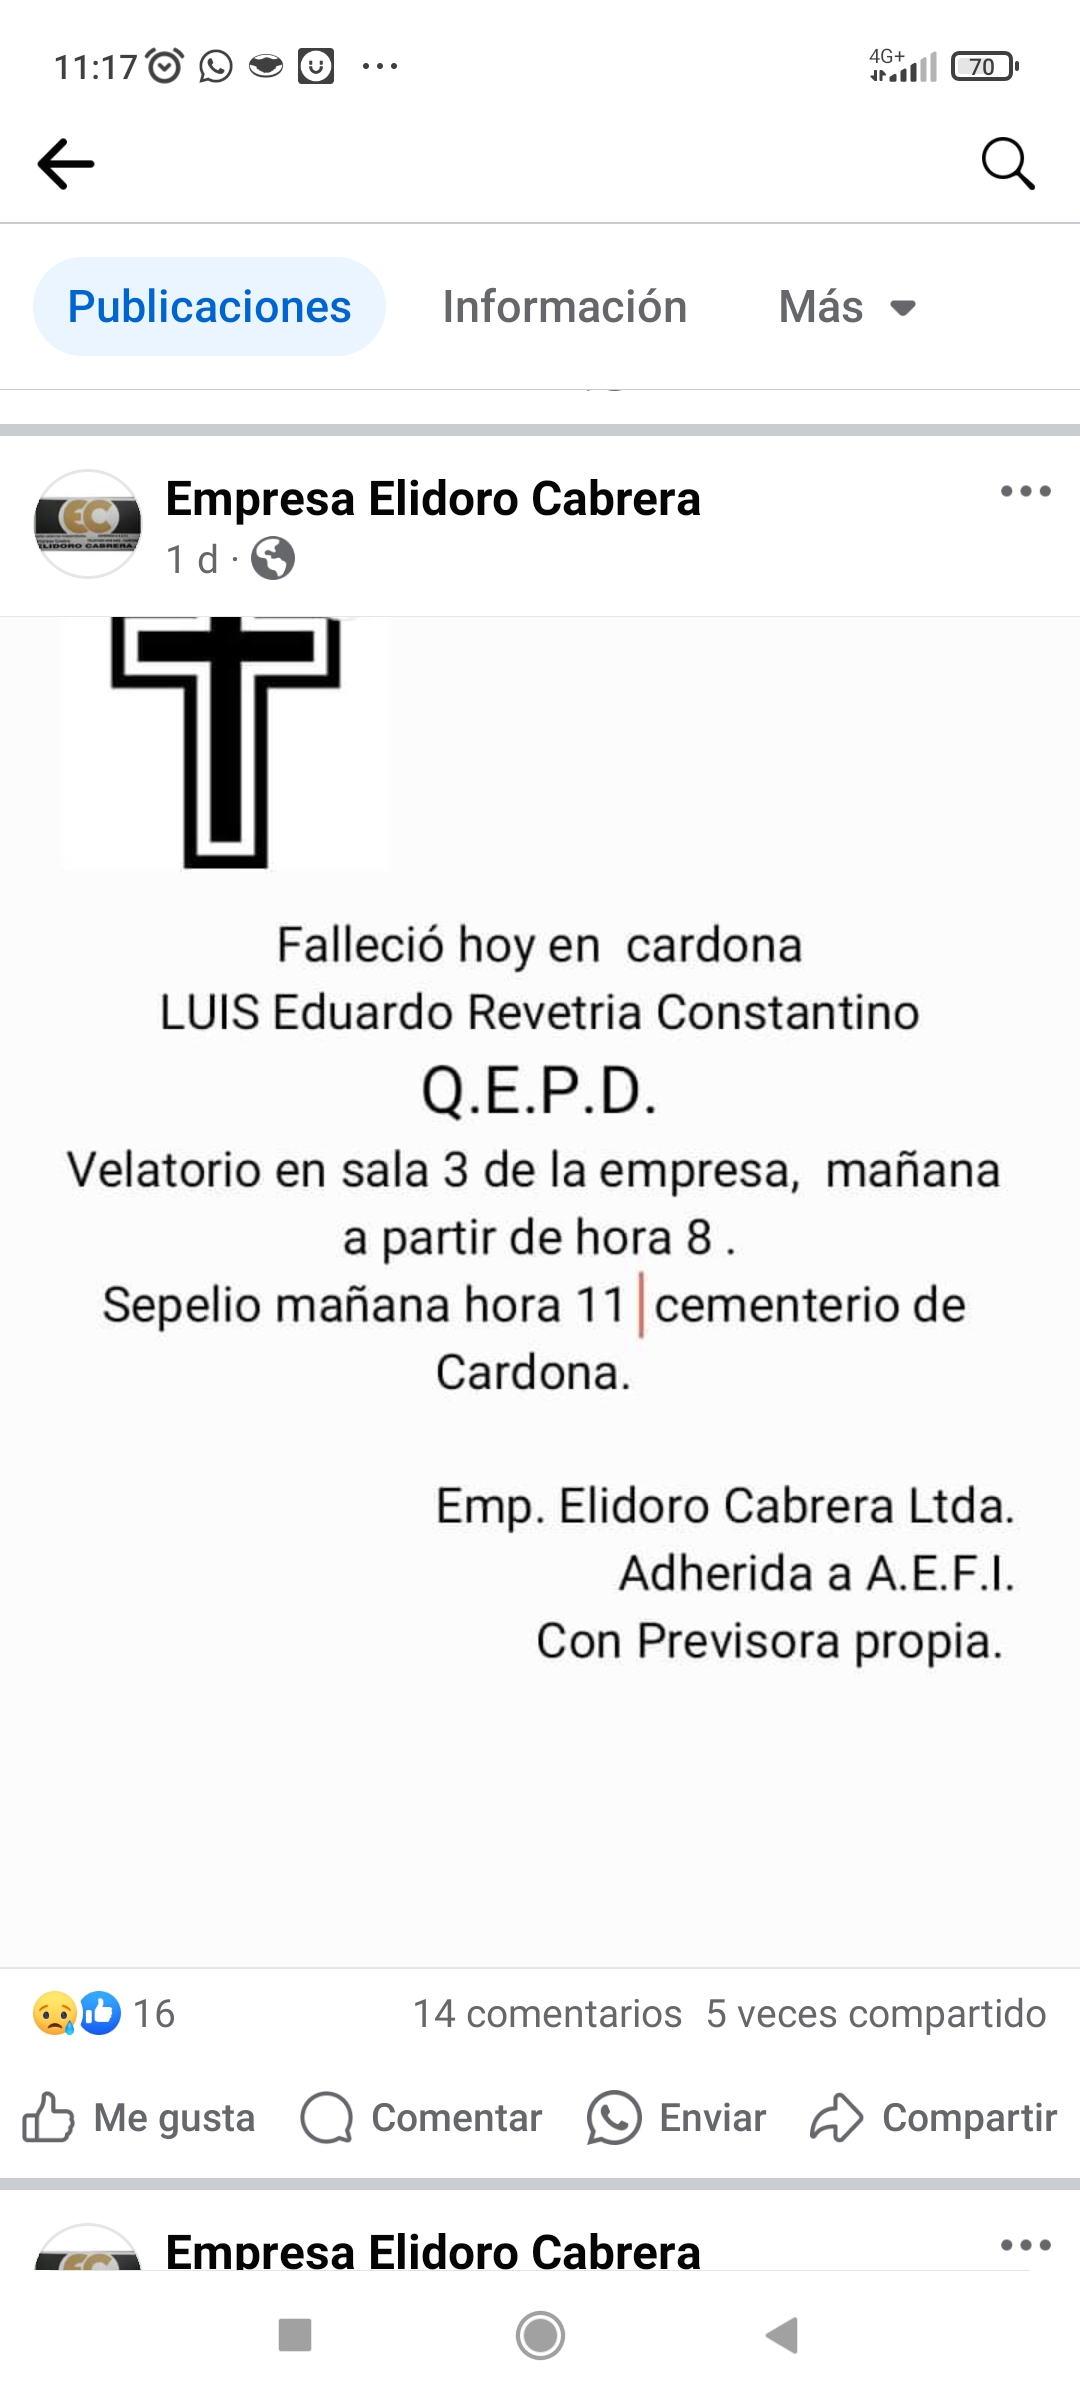 11:17
4G+
70
Publicaciones Información Más
Empresa Elidoro Cabrera
1 d ·
EC
ELIDORO CABRERA
Falleció hoy en cardona
LUIS Eduardo Revetria Constantino
Q.E.P.D.
Velatorio en sala 3 de la empresa, mañana
a partir de hora 8 .
Sepelio mañana hora 11 cementerio de
Cardona.
Emp. Elidoro Cabrera Ltda.
Adherida a A.E.F.I.
Con Previsora propia.
16 14 comentarios 5 veces compartido
Me gusta Comentar Enviar Compartir
Empresa Elidoro Cabrera